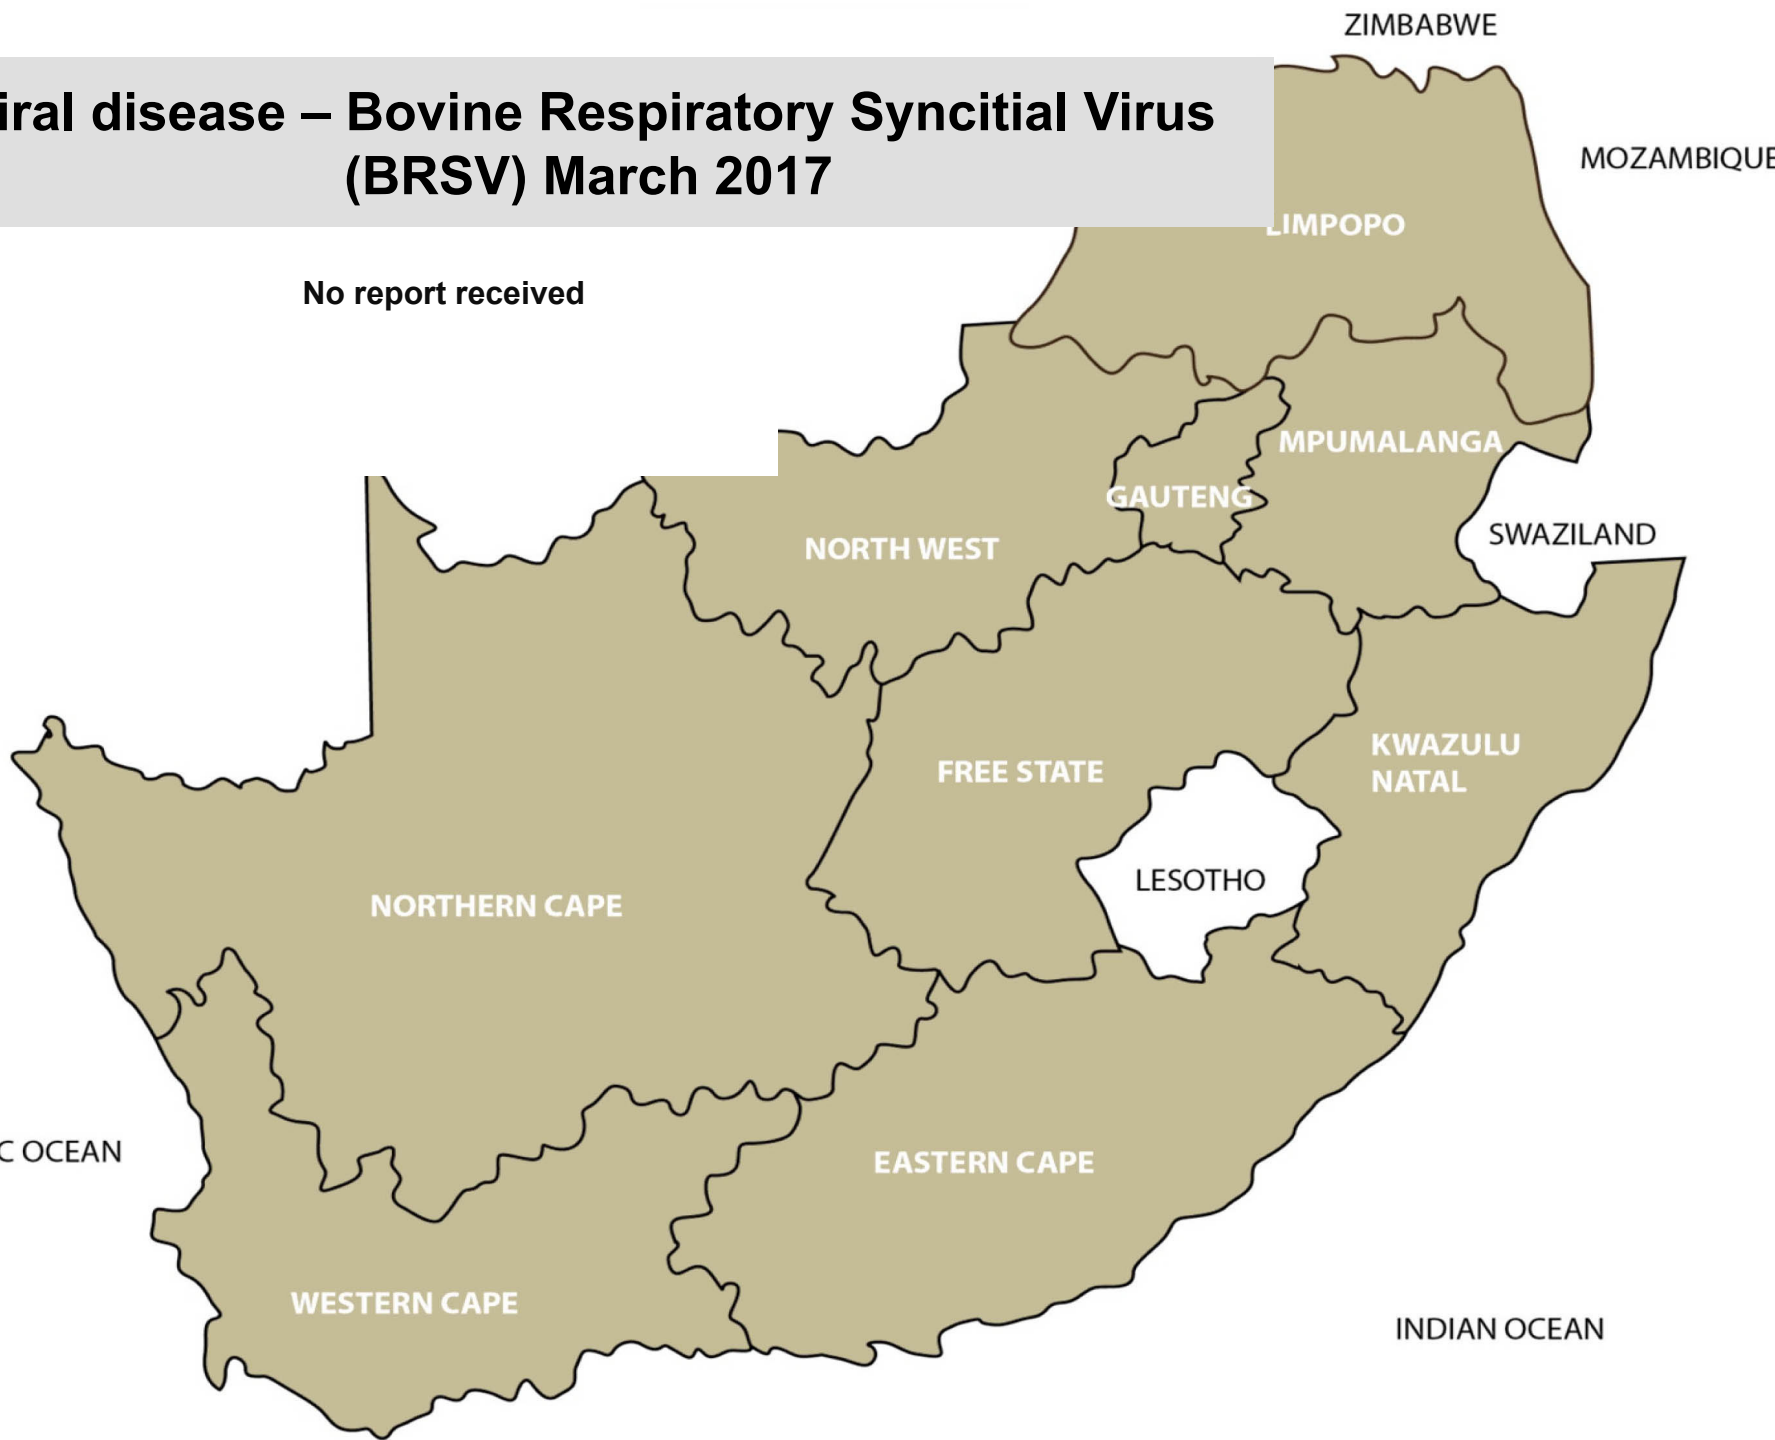 ZIMBABWE
iral disease – Bovine Respiratory Syncitial Virus
(BRSV) March 2017
MOZAMBIQUE
LIMPOPO
No report received
MPUMALANGA
GAUTENG
SWAZILAND
NORTH WEST
KWAZULU
NATAL
FREE STATE
LESOTHO
NORTHERN CAPE
C OCEAN
EASTERN CAPE
WESTERN CAPE
INDIAN OCEAN